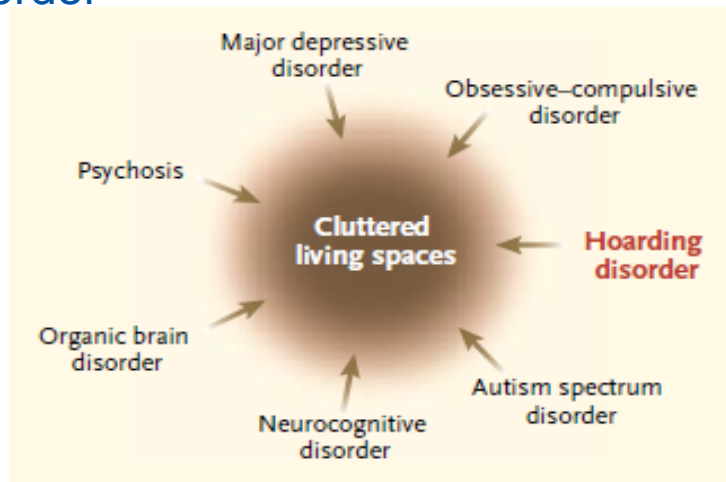 Major depressive
disorder
Obsessive–compulsive
disorder
Psychosis
Cluttered
living spaces
Hoarding
disorder
Organic brain
disorder
Autism spectrum
disorder
Neurocognitive
disorder